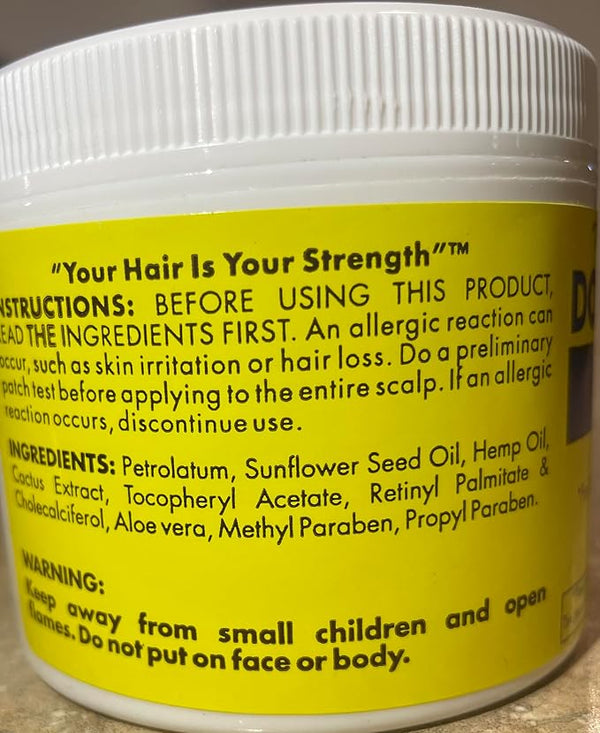 "Your Hair Is Your Strength"™
NSTRUCTIONS: BEFORE USING THIS PRODUCT,
EAD THE INGREDIENTS FIRST. An allergic reaction can
occur, such as skin irritation or hair loss. Do a preliminary
patch test before applying to the entire scalp. If an allergic
reaction occurs, discontinue use.
INGREDIENTS: Petrolatum, Sunflower Seed Oil, Hemp Oil,
Cactus Extract, Tocopheryl Acetate, Retinyl Palmitate &
Cholecalciferol, Aloe vera, Methyl Paraben, Propyl Paraben.
WARNING:
Keep away from small children and open
flames. Do not put on face or body.
DO